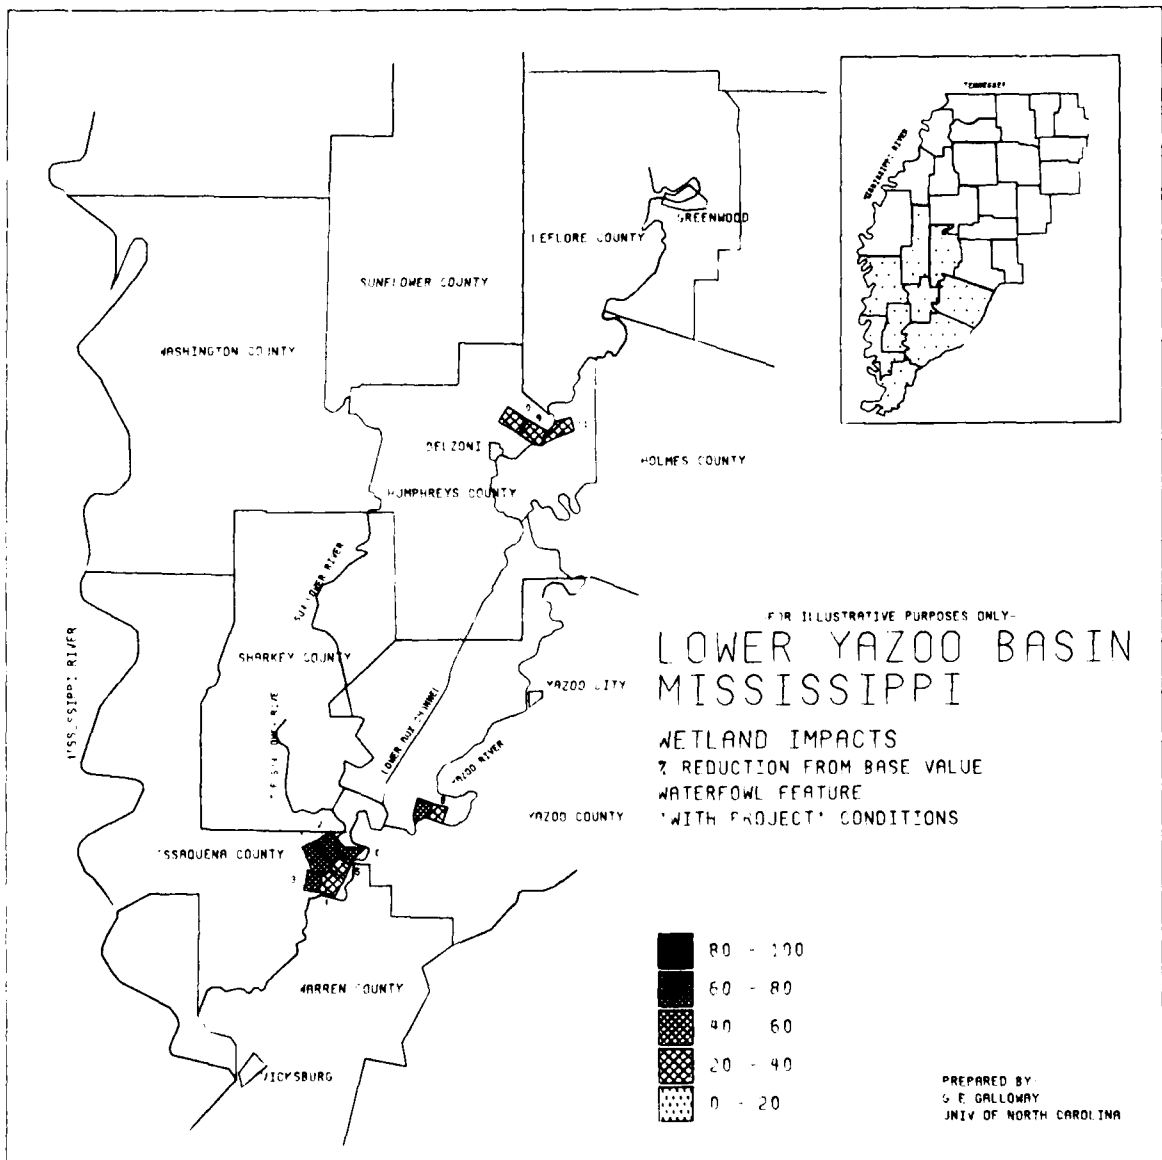 TENNESSEE
MISSISSIPPI RIVER
GREENWOOD
LEFLORE COUNTY
SUNFLOWER COUNTY
WASHINGTON COUNTY
BELZONI
HOLMES COUNTY
HUMPHREYS COUNTY
SUNFLOWER RIVER
MISSISSIPPI RIVER
SHARKEY COUNTY
YAZOO CITY
YAZOO RIVER
YAZOO COUNTY
ISSAQUENA COUNTY
9
WARREN COUNTY
VICKSBURG
-FOR ILLUSTRATIVE PURPOSES ONLY-
LOWER YAZOO BASIN
MISSISSIPPI
WETLAND IMPACTS
% REDUCTION FROM BASE VALUE
WATERFOWL FEATURE
'WITH PROJECT' CONDITIONS
80 - 100
60 - 80
40 60
20 - 40
0 - 20
PREPARED BY:
G E GALLOWAY
UNIV OF NORTH CAROLINA